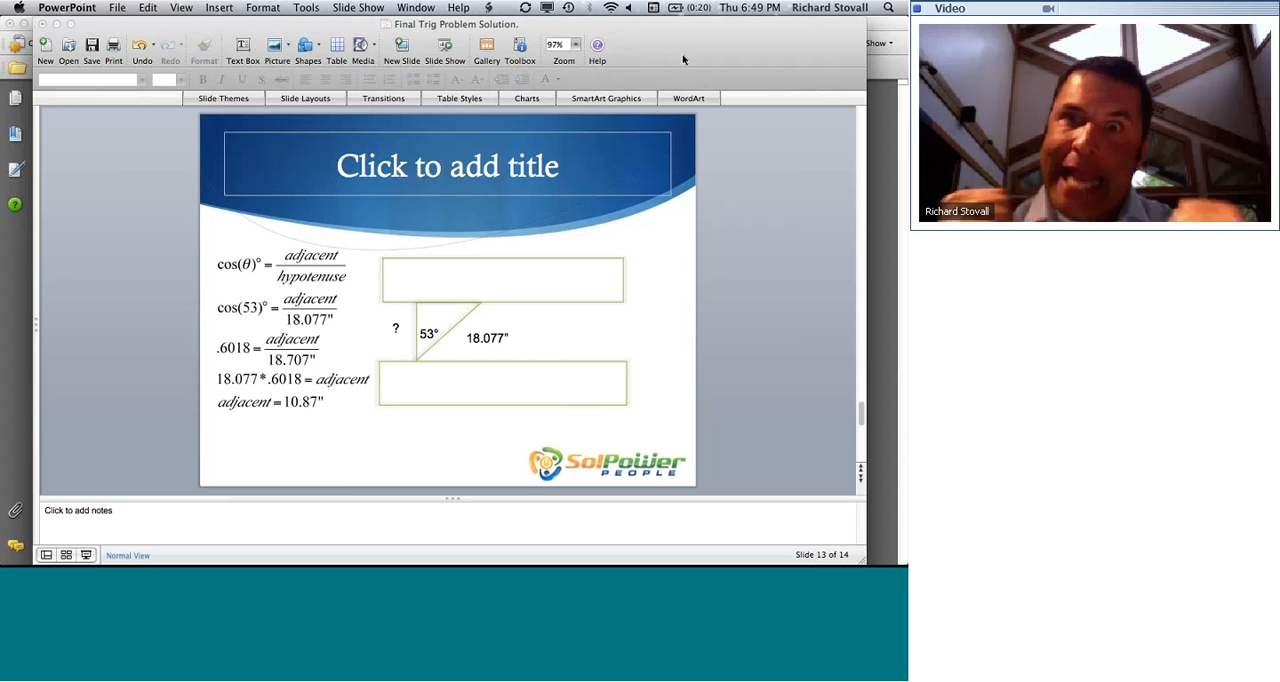 PowerPoint File Edit View Insert Format Tools Slide Show Window Help (0:20) Thu 6:49 PM Richard Stovall
Video
Final Trig Problem Solution.
97%
Show
New Open Save Print Undo Redo Format Text Box Picture Shapes Table Media New Slide Slide Show Gallery Toolbox Zoom Help
B I U
Slide Themes Slide Layouts Transitions Table Styles Charts SmartArt Graphics WordArt
Click to add title
cos(θ)° = adjacent / hypotenuse
cos(53)° = adjacent / 18.077"
.6018 = adjacent / 18.707"
18.077*.6018 = adjacent
adjacent = 10.87"
?
53°
18.077"
SolPower
PEOPLE
Click to add notes
Normal View
Slide 13 of 14
Richard Stovall